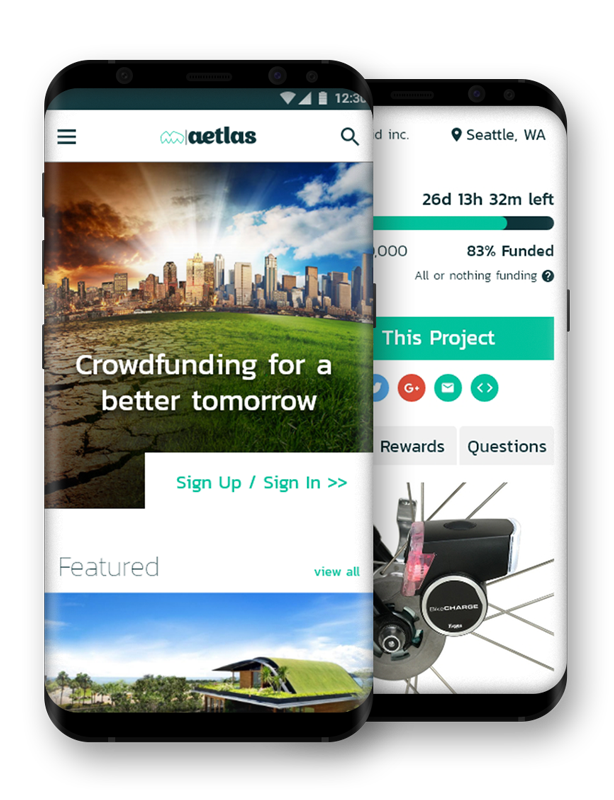 12:30
aetlas
Crowdfunding for a
better tomorrow
Sign Up / Sign In >>
Featured
view all
inc.
Seattle, WA
26d 13h 32m left
,000
83% Funded
All or nothing funding ?
This Project
G+
Rewards
Questions
BikeCHARGE